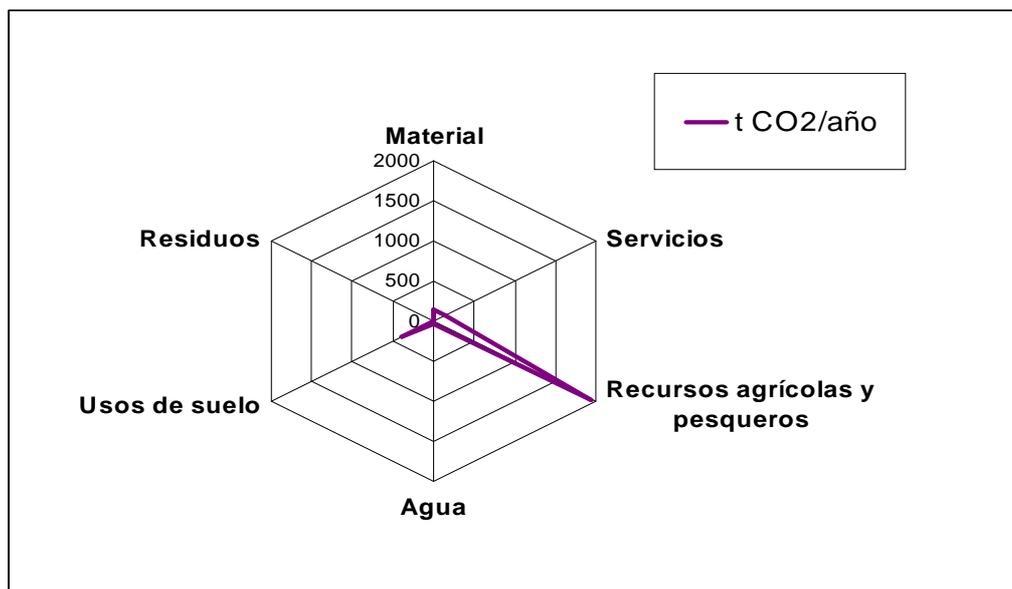 t CO2/año
Material
2000
1500
Residuos
Servicios
1000
500
0
Recursos agrícolas y
pesqueros
Usos de suelo
Agua